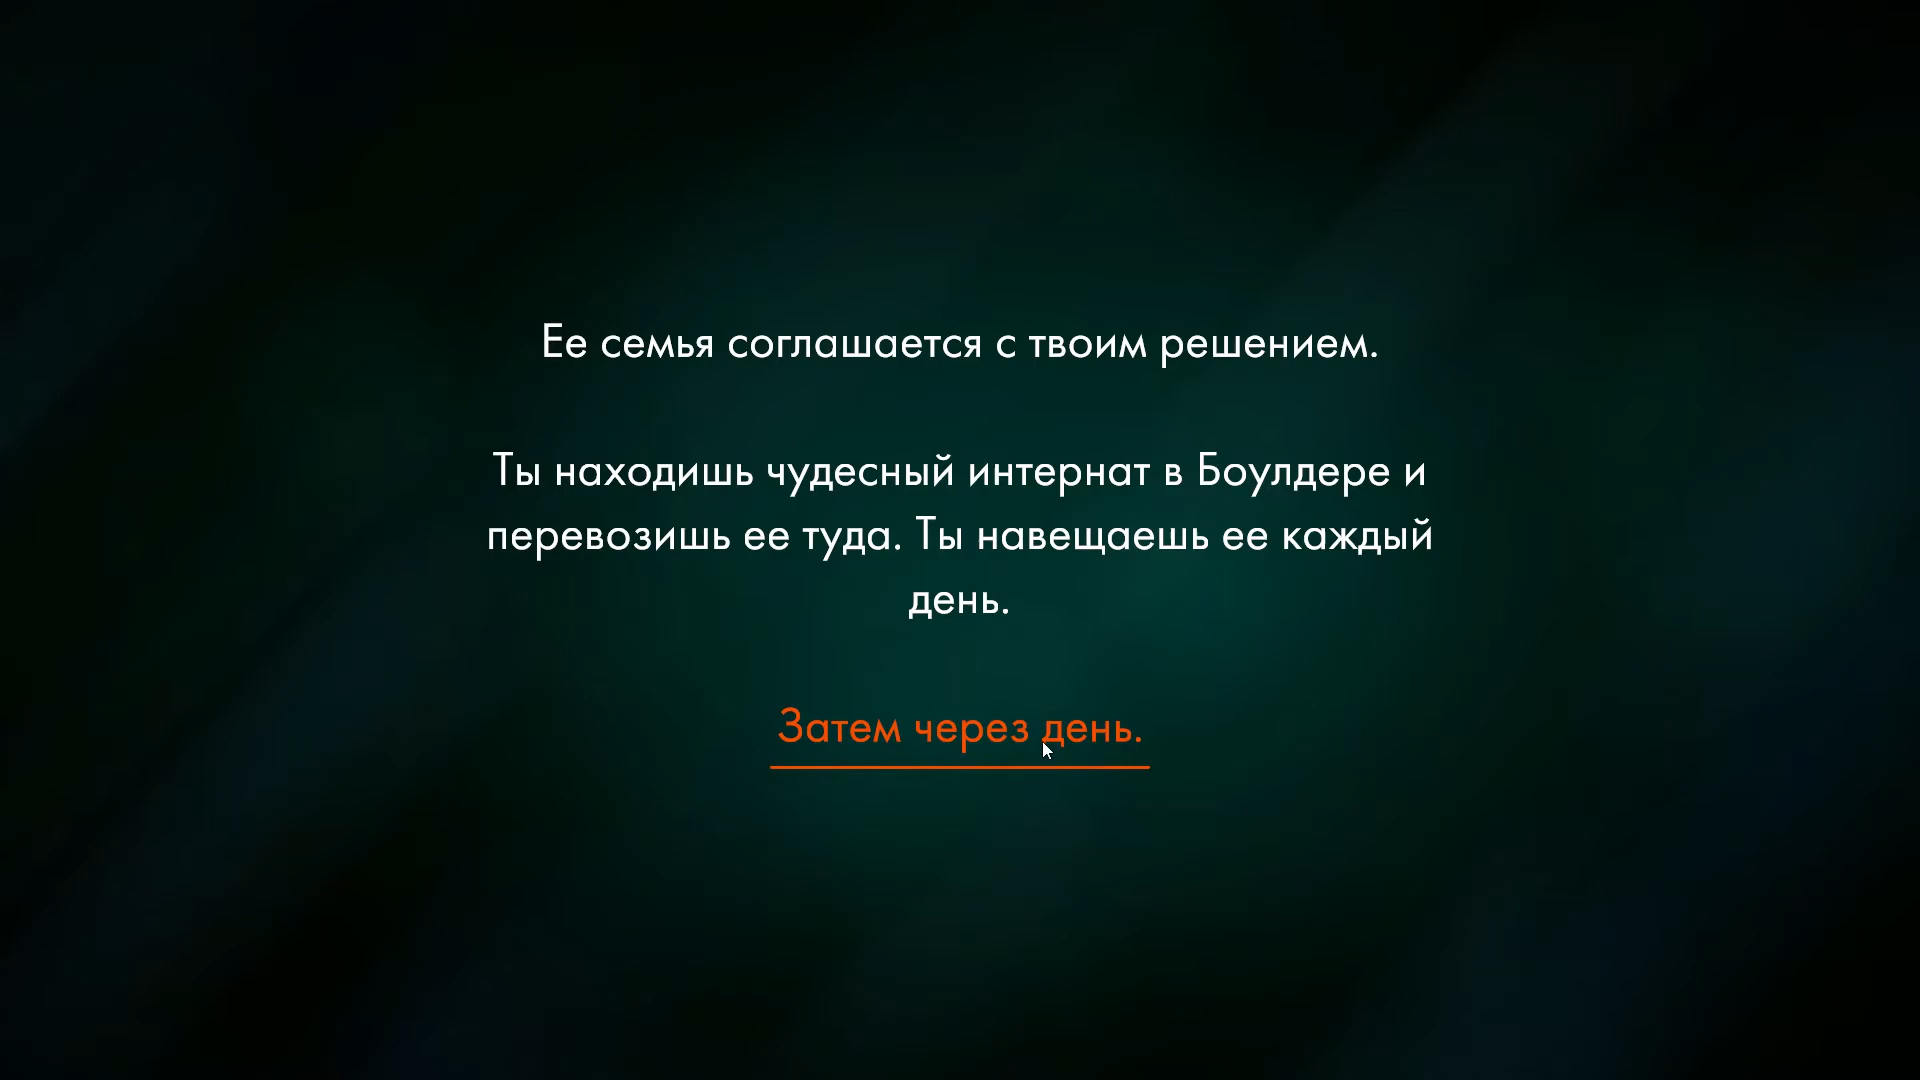 Ее семья соглашается с твоим решением.
Ты находишь чудесный интернат в Боулдере и
перевозишь ее туда. Ты навещаешь ее каждый
день.
Затем через день.